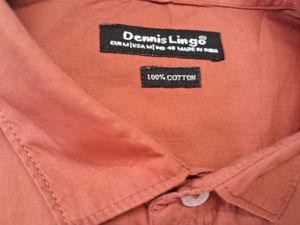 Dennis Lingo
EUR M | USA M | IND 40 MADE IN INDIA
100% COTTON